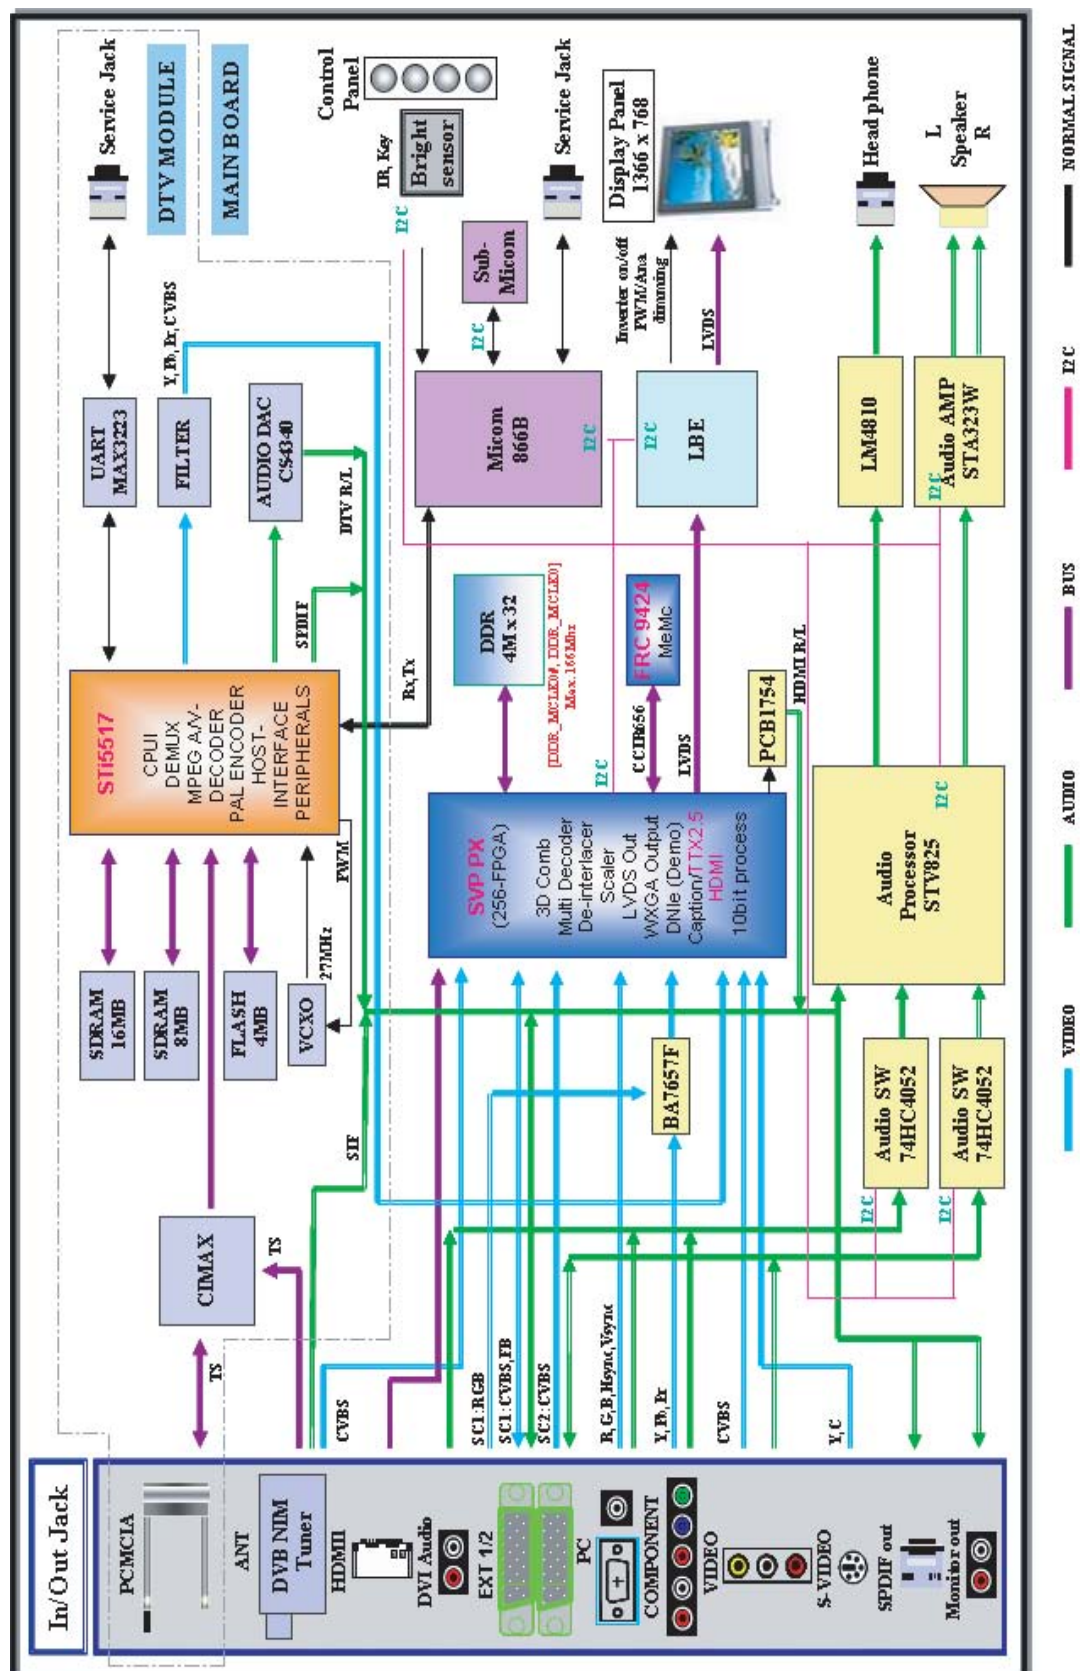 In/Out Jack
PCMCIA
ANT
DVB NIM
Tuner
HDMI
DVI Audio
EXT 1/2
PC
COMPONENT
VIDEO
S-VIDEO
SPDIF out
Monitor out
TS
TS
CIMAX
SIF
CVBS
SC1:RGB
SC1:CVBS,FB
SC2:CVBS
R,G,B,Hsync,Vsync
Y, Pb, Pr
CVBS
Y,C
SDRAM
16MB
SDRAM
8MB
FLASH
4MB
VCXO
27MHz
PWM
STi5517
CPUI
DEMUX
MPEG A/V-
DECODER
PAL ENCODER
HOST-
INTERFACE
PERIPHERALS
SPDIF
DTV R/L
Rx,Tx
UART
MAX3223
FILTER
AUDIO DAC
CS4340
Y, Pb, Pr, CVBS
Service Jack
DTV MODULE
MAIN BOARD
Control
Panel
IR, Key
Bright
sensor
I2C
Sub-
Micom
I2C
Service Jack
Micom
866B
I2C
I2C
LBE
Inverter on/off
PWM/Ana
dimming
LVDS
Display Panel
1366 x 768
BA7657F
SVP PX
(256-FPGA)
3D Comb
Multi Decoder
De-interlacer
Scaler
LVDS Out
WXGA Output
DNIe (Demo)
Caption/TTX2.5
HDMI
10bit process
DDR
4M x 32
[DDR_MCLK0#, DDR_MCLK0]
Max.166Mhz
I2C
CCIR656
FRC 9424
MeMc
LVDS
PCB1754
HDMI R/L
Audio SW
74HC4052
Audio SW
74HC4052
I2C
I2C
Audio
Processor
STV825
I2C
LM4810
Audio AMP
STA323W
I2C
Head phone
L
Speaker
R
VIDEO
AUDIO
BUS
I2C
NORMAL SIGNAL